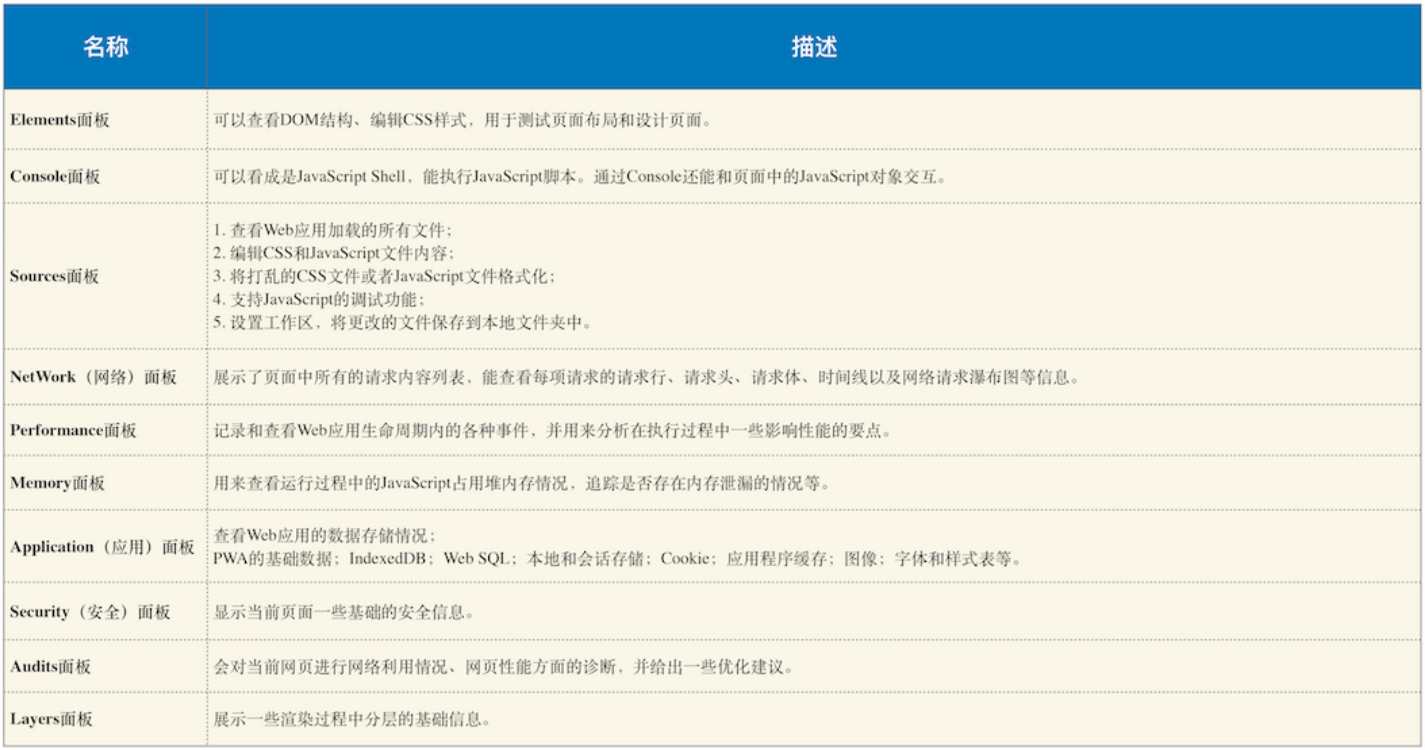 名称
描述
Elements面板
可以查看DOM结构、编辑CSS样式，用于测试页面布局和设计页面。
Console面板
可以看成是JavaScript Shell，能执行JavaScript脚本。通过Console还能和页面中的JavaScript对象交互。
Sources面板
1. 查看Web应用加载的所有文件；
2. 编辑CSS和JavaScript文件内容；
3. 将打乱的CSS文件或者JavaScript文件格式化；
4. 支持JavaScript的调试功能；
5. 设置工作区，将更改的文件保存到本地文件夹中。
NetWork（网络）面板
展示了页面中所有的请求内容列表，能查看每项请求的请求行、请求头、请求体、时间线以及网络请求瀑布图等信息。
Performance面板
记录和查看Web应用生命周期内的各种事件，并用来分析在执行过程中一些影响性能的要点。
Memory面板
用来查看运行过程中的JavaScript占用堆内存情况，追踪是否存在内存泄漏的情况等。
Application（应用）面板
查看Web应用的数据存储情况；
PWA的基础数据；IndexedDB；Web SQL；本地和会话存储；Cookie；应用程序缓存；图像；字体和样式表等。
Security（安全）面板
显示当前页面一些基础的安全信息。
Audits面板
会对当前网页进行网络利用情况、网页性能方面的诊断，并给出一些优化建议。
Layers面板
展示一些渲染过程中分层的基础信息。